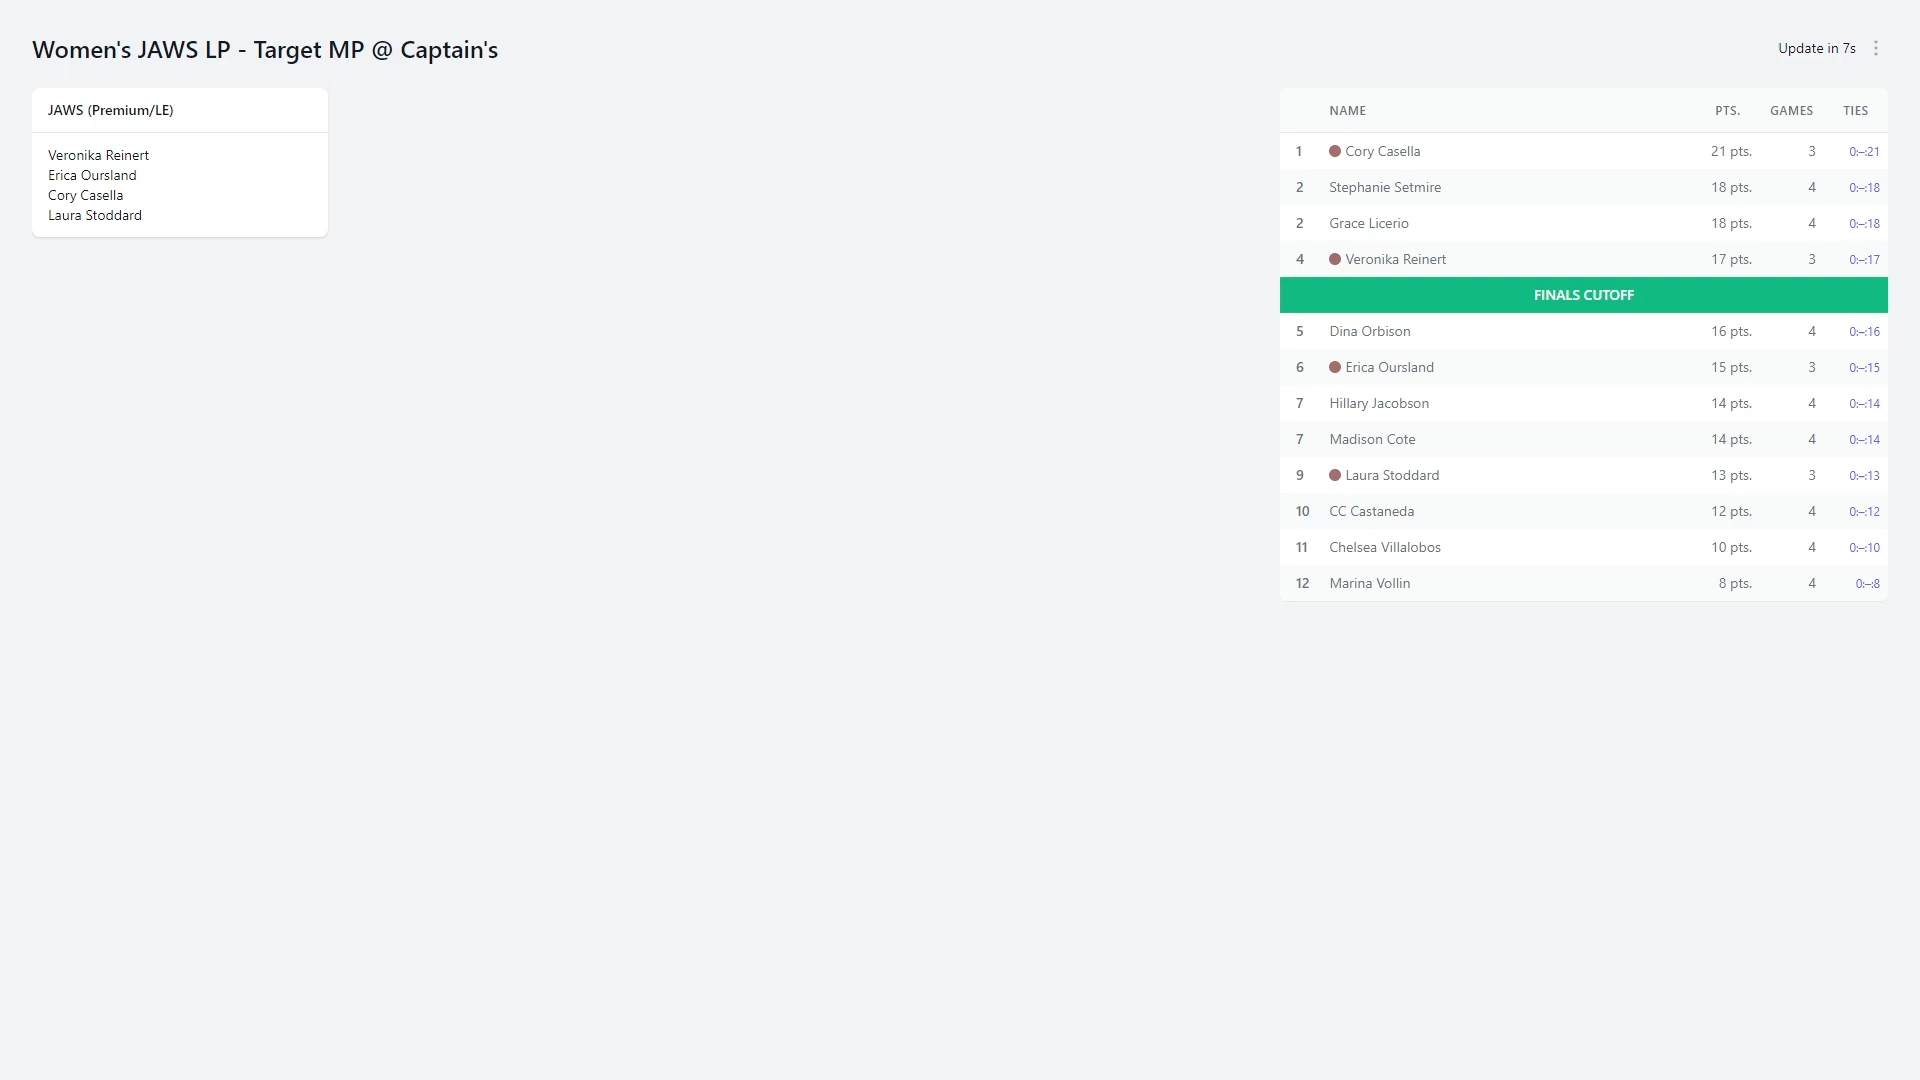 Women's JAWS LP - Target MP @ Captain's
Update in 7s
JAWS (Premium/LE)
Veronika Reinert
Erica Oursland
Cory Casella
Laura Stoddard
NAME PTS. GAMES TIES
1 Cory Casella 21 pts. 3 0:–:21
2 Stephanie Setmire 18 pts. 4 0:–:18
2 Grace Licerio 18 pts. 4 0:–:18
4 Veronika Reinert 17 pts. 3 0:–:17
FINALS CUTOFF
5 Dina Orbison 16 pts. 4 0:–:16
6 Erica Oursland 15 pts. 3 0:–:15
7 Hillary Jacobson 14 pts. 4 0:–:14
7 Madison Cote 14 pts. 4 0:–:14
9 Laura Stoddard 13 pts. 3 0:–:13
10 CC Castaneda 12 pts. 4 0:–:12
11 Chelsea Villalobos 10 pts. 4 0:–:10
12 Marina Vollin 8 pts. 4 0:–:8